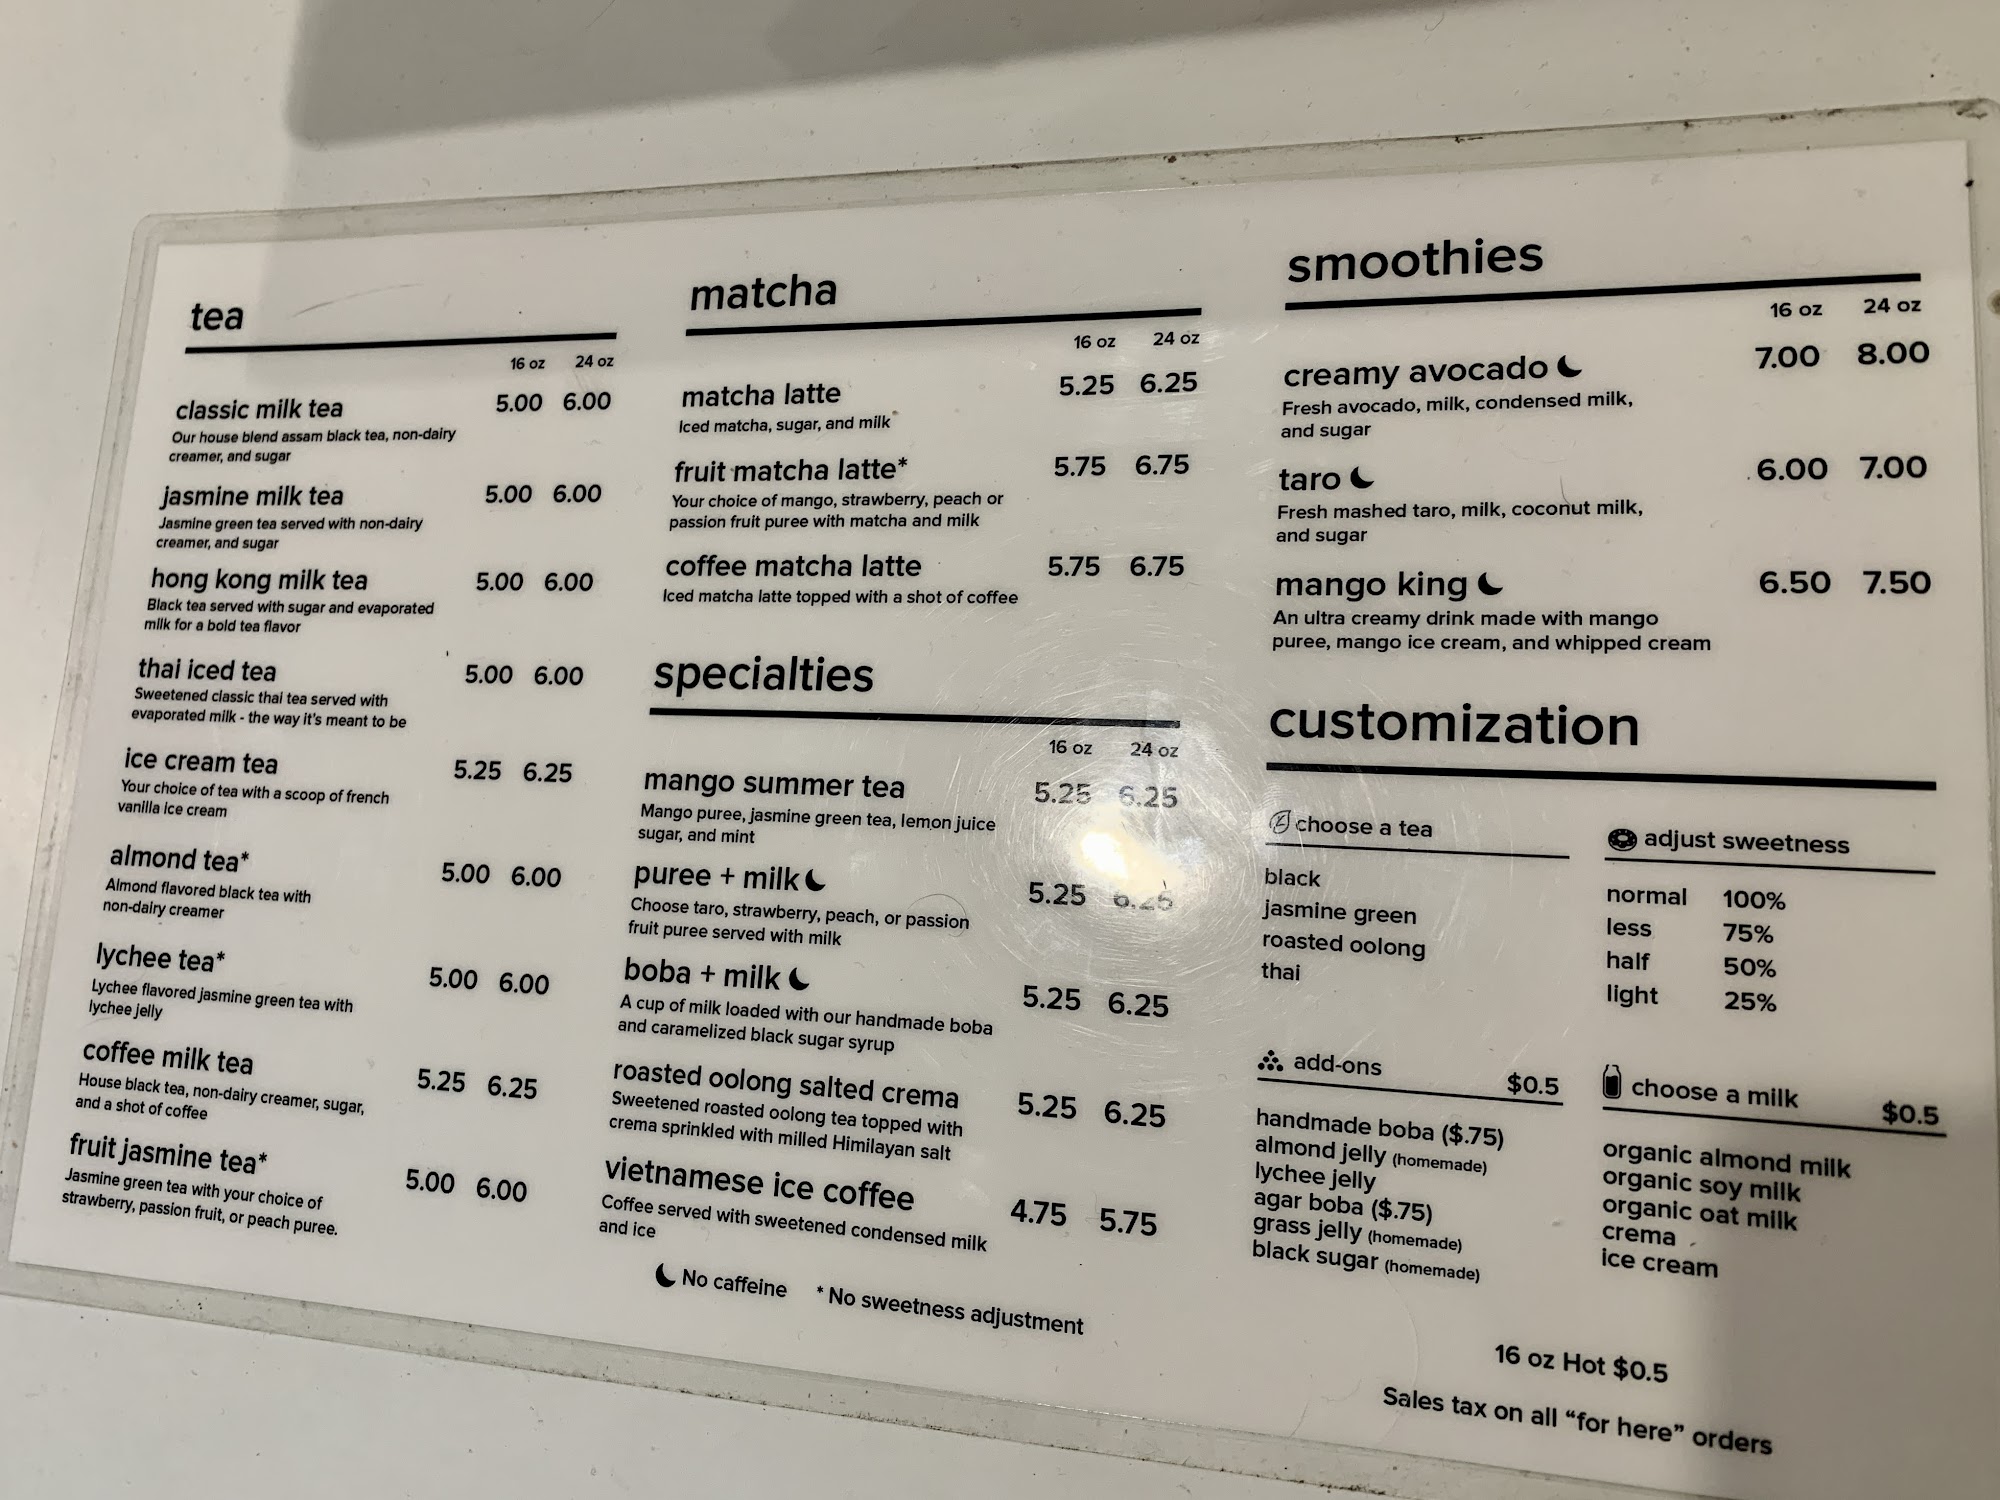 tea
16 oz 24 oz
classic milk tea 5.00 6.00
Our house blend assam black tea, non-dairy
creamer, and sugar
jasmine milk tea 5.00 6.00
Jasmine green tea served with non-dairy
creamer, and sugar
hong kong milk tea 5.00 6.00
Black tea served with sugar and evaporated
milk for a bold tea flavor
thai iced tea 5.00 6.00
Sweetened classic thai tea served with
evaporated milk - the way it's meant to be
ice cream tea 5.25 6.25
Your choice of tea with a scoop of french
vanilla ice cream
almond tea* 5.00 6.00
Almond flavored black tea with
non-dairy creamer
lychee tea* 5.00 6.00
Lychee flavored jasmine green tea with
lychee jelly
coffee milk tea 5.25 6.25
House black tea, non-dairy creamer, sugar,
and a shot of coffee
fruit jasmine tea* 5.00 6.00
Jasmine green tea with your choice of
strawberry, passion fruit, or peach puree.
matcha
16 oz 24 oz
matcha latte 5.25 6.25
Iced matcha, sugar, and milk
fruit matcha latte* 5.75 6.75
Your choice of mango, strawberry, peach or
passion fruit puree with matcha and milk
coffee matcha latte 5.75 6.75
Iced matcha latte topped with a shot of coffee
specialties
16 oz 24 oz
mango summer tea 5.25 6.25
Mango puree, jasmine green tea, lemon juice
sugar, and mint
puree + milk 5.25 6.25
Choose taro, strawberry, peach, or passion
fruit puree served with milk
boba + milk 5.25 6.25
A cup of milk loaded with our handmade boba
and caramelized black sugar syrup
roasted oolong salted crema 5.25 6.25
Sweetened roasted oolong tea topped with
crema sprinkled with milled Himilayan salt
vietnamese ice coffee 4.75 5.75
Coffee served with sweetened condensed milk
and ice
No caffeine * No sweetness adjustment
smoothies
16 oz 24 oz
creamy avocado 7.00 8.00
Fresh avocado, milk, condensed milk,
and sugar
taro 6.00 7.00
Fresh mashed taro, milk, coconut milk,
and sugar
mango king 6.50 7.50
An ultra creamy drink made with mango
puree, mango ice cream, and whipped cream
customization
choose a tea
black
jasmine green
roasted oolong
thai
adjust sweetness
normal 100%
less 75%
half 50%
light 25%
add-ons $0.5
handmade boba ($.75)
almond jelly (homemade)
lychee jelly
agar boba ($.75)
grass jelly (homemade)
black sugar (homemade)
choose a milk $0.5
organic almond milk
organic soy milk
organic oat milk
crema
ice cream
16 oz Hot $0.5
Sales tax on all “for here” orders